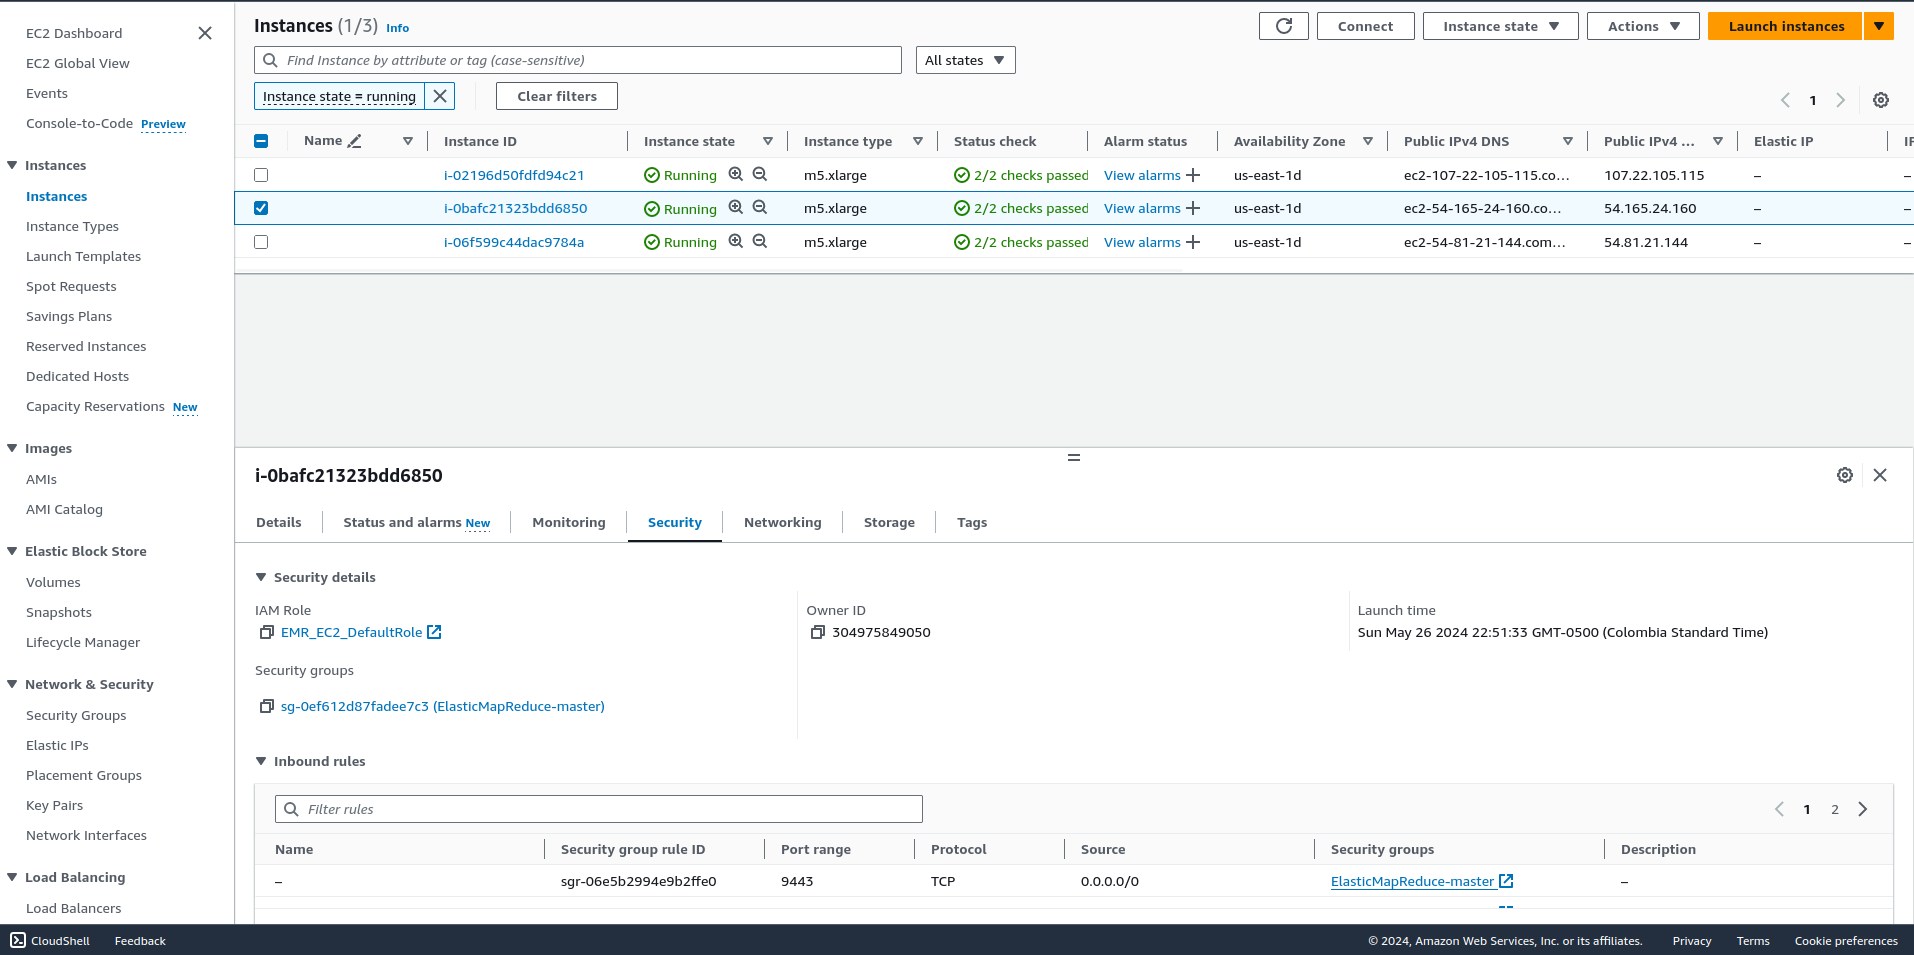 EC2 Dashboard
EC2 Global View
Events
Console-to-Code Preview
Instances
Instances
Instance Types
Launch Templates
Spot Requests
Savings Plans
Reserved Instances
Dedicated Hosts
Capacity Reservations New
Images
AMIs
AMI Catalog
Elastic Block Store
Volumes
Snapshots
Lifecycle Manager
Network & Security
Security Groups
Elastic IPs
Placement Groups
Key Pairs
Network Interfaces
Load Balancing
Load Balancers
Instances (1/3) Info
Connect Instance state Actions Launch instances
Find Instance by attribute or tag (case-sensitive) All states
Instance state = running Clear filters
1
Name Instance ID Instance state Instance type Status check Alarm status Availability Zone Public IPv4 DNS Public IPv4 ... Elastic IP
i-02196d50fdfd94c21 Running m5.xlarge 2/2 checks passed View alarms + us-east-1d ec2-107-22-105-115.co... 107.22.105.115 – –
i-0bafc21323bdd6850 Running m5.xlarge 2/2 checks passed View alarms + us-east-1d ec2-54-165-24-160.co... 54.165.24.160 – –
i-06f599c44dac9784a Running m5.xlarge 2/2 checks passed View alarms + us-east-1d ec2-54-81-21-144.com... 54.81.21.144 – –
i-0bafc21323bdd6850
Details Status and alarms New Monitoring Security Networking Storage Tags
Security details
IAM Role Owner ID Launch time
EMR_EC2_DefaultRole 304975849050 Sun May 26 2024 22:51:33 GMT-0500 (Colombia Standard Time)
Security groups
sg-0ef612d87fadee7c3 (ElasticMapReduce-master)
Inbound rules
Filter rules 1 2
Name Security group rule ID Port range Protocol Source Security groups Description
– sgr-06e5b2994e9b2ffe0 9443 TCP 0.0.0.0/0 ElasticMapReduce-master –
CloudShell Feedback © 2024, Amazon Web Services, Inc. or its affiliates. Privacy Terms Cookie preferences